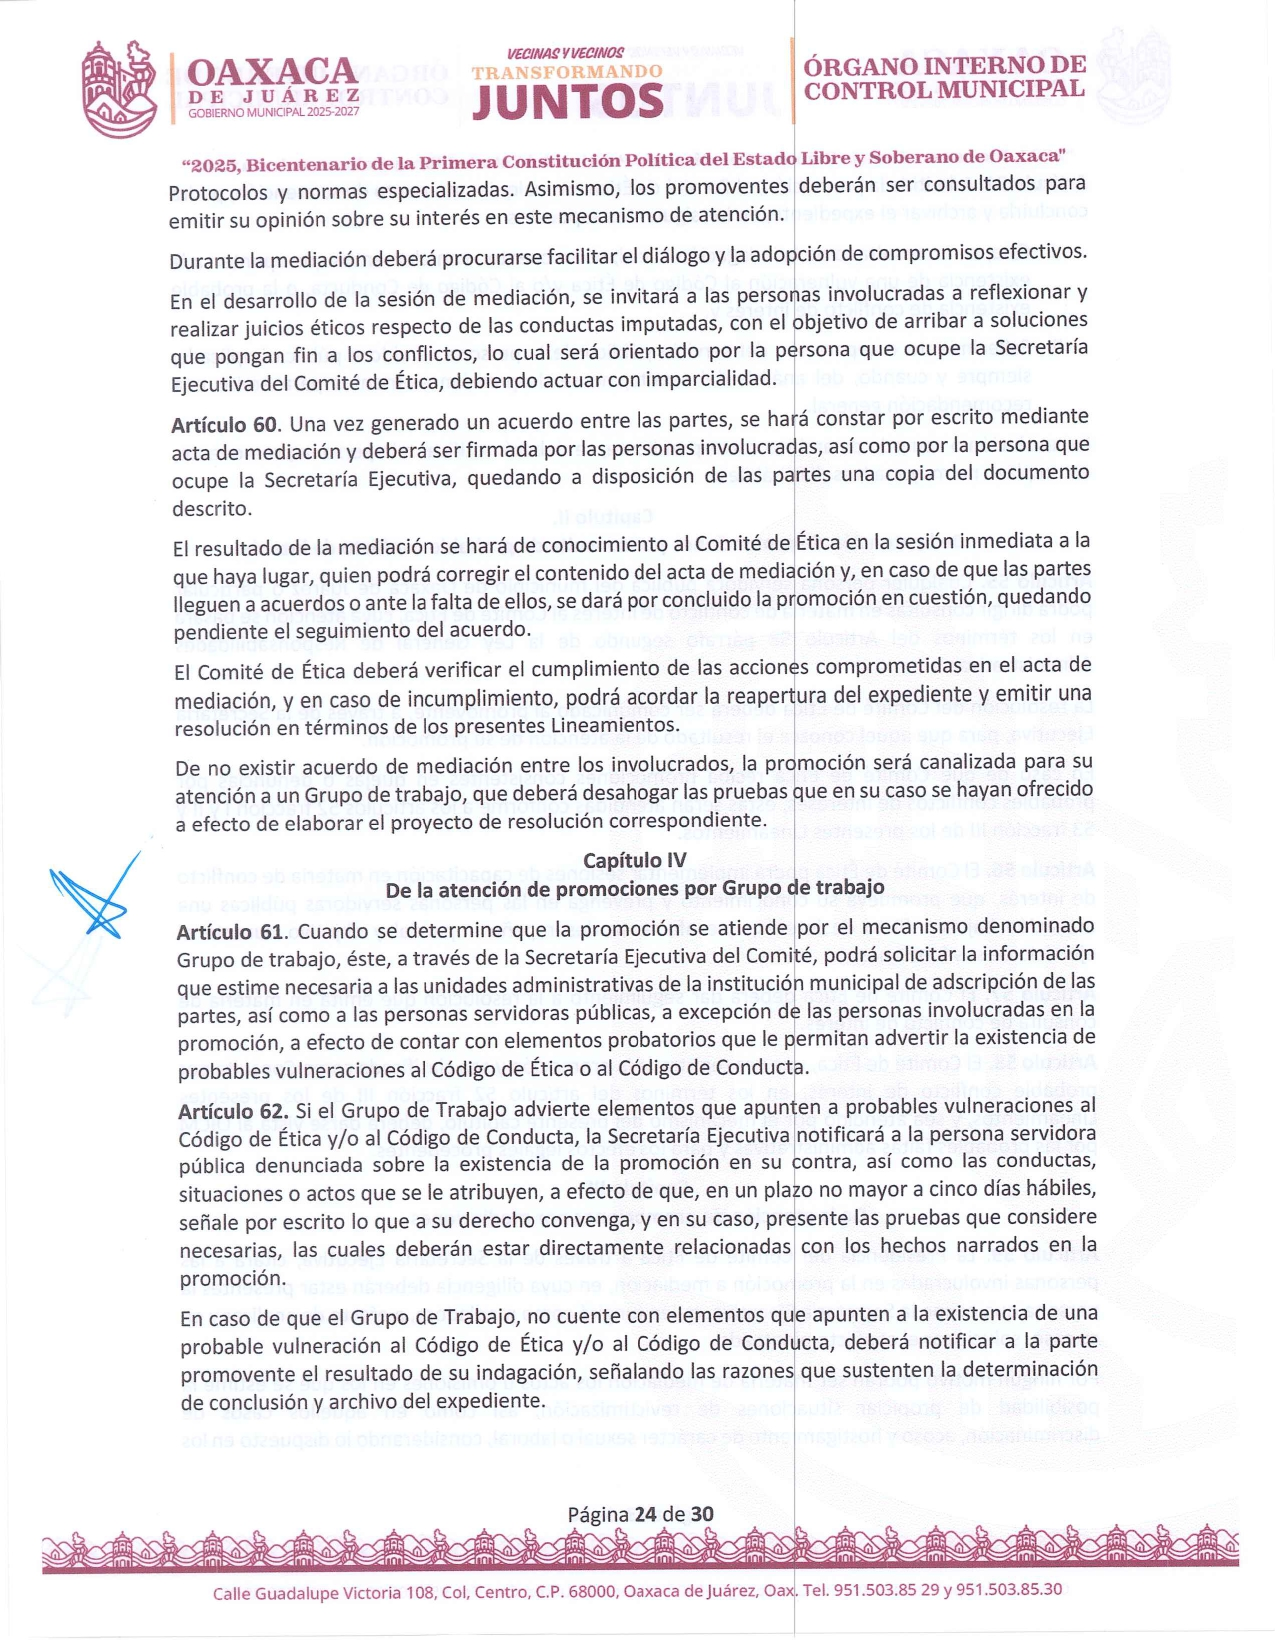 OAXACA
DE JUÁREZ
GOBIERNO MUNICIPAL 2025-2027
VECINAS Y VECINOS
TRANSFORMANDO
JUNTOS
ÓRGANO INTERNO DE
CONTROL MUNICIPAL
“2025, Bicentenario de la Primera Constitución Política del Estado Libre y Soberano de Oaxaca"
Protocolos y normas especializadas. Asimismo, los promoventes deberán ser consultados para
emitir su opinión sobre su interés en este mecanismo de atención.
Durante la mediación deberá procurarse facilitar el diálogo y la adopción de compromisos efectivos.
En el desarrollo de la sesión de mediación, se invitará a las personas involucradas a reflexionar y
realizar juicios éticos respecto de las conductas imputadas, con el objetivo de arribar a soluciones
que pongan fin a los conflictos, lo cual será orientado por la persona que ocupe la Secretaría
Ejecutiva del Comité de Ética, debiendo actuar con imparcialidad.
Artículo 60. Una vez generado un acuerdo entre las partes, se hará constar por escrito mediante
acta de mediación y deberá ser firmada por las personas involucradas, así como por la persona que
ocupe la Secretaría Ejecutiva, quedando a disposición de las partes una copia del documento
descrito.
El resultado de la mediación se hará de conocimiento al Comité de Ética en la sesión inmediata a la
que haya lugar, quien podrá corregir el contenido del acta de mediación y, en caso de que las partes
lleguen a acuerdos o ante la falta de ellos, se dará por concluido la promoción en cuestión, quedando
pendiente el seguimiento del acuerdo.
El Comité de Ética deberá verificar el cumplimiento de las acciones comprometidas en el acta de
mediación, y en caso de incumplimiento, podrá acordar la reapertura del expediente y emitir una
resolución en términos de los presentes Lineamientos.
De no existir acuerdo de mediación entre los involucrados, la promoción será canalizada para su
atención a un Grupo de trabajo, que deberá desahogar las pruebas que en su caso se hayan ofrecido
a efecto de elaborar el proyecto de resolución correspondiente.
Capítulo IV
De la atención de promociones por Grupo de trabajo
Artículo 61. Cuando se determine que la promoción se atiende por el mecanismo denominado
Grupo de trabajo, éste, a través de la Secretaría Ejecutiva del Comité, podrá solicitar la información
que estime necesaria a las unidades administrativas de la institución municipal de adscripción de las
partes, así como a las personas servidoras públicas, a excepción de las personas involucradas en la
promoción, a efecto de contar con elementos probatorios que le permitan advertir la existencia de
probables vulneraciones al Código de Ética o al Código de Conducta.
Artículo 62. Si el Grupo de Trabajo advierte elementos que apunten a probables vulneraciones al
Código de Ética y/o al Código de Conducta, la Secretaría Ejecutiva notificará a la persona servidora
pública denunciada sobre la existencia de la promoción en su contra, así como las conductas,
situaciones o actos que se le atribuyen, a efecto de que, en un plazo no mayor a cinco días hábiles,
señale por escrito lo que a su derecho convenga, y en su caso, presente las pruebas que considere
necesarias, las cuales deberán estar directamente relacionadas con los hechos narrados en la
promoción.
En caso de que el Grupo de Trabajo, no cuente con elementos que apunten a la existencia de una
probable vulneración al Código de Ética y/o al Código de Conducta, deberá notificar a la parte
promovente el resultado de su indagación, señalando las razones que sustenten la determinación
de conclusión y archivo del expediente.
Página 24 de 30
Calle Guadalupe Victoria 108, Col, Centro, C.P. 68000, Oaxaca de Juárez, Oax. Tel. 951.503.85 29 y 951.503.85.30